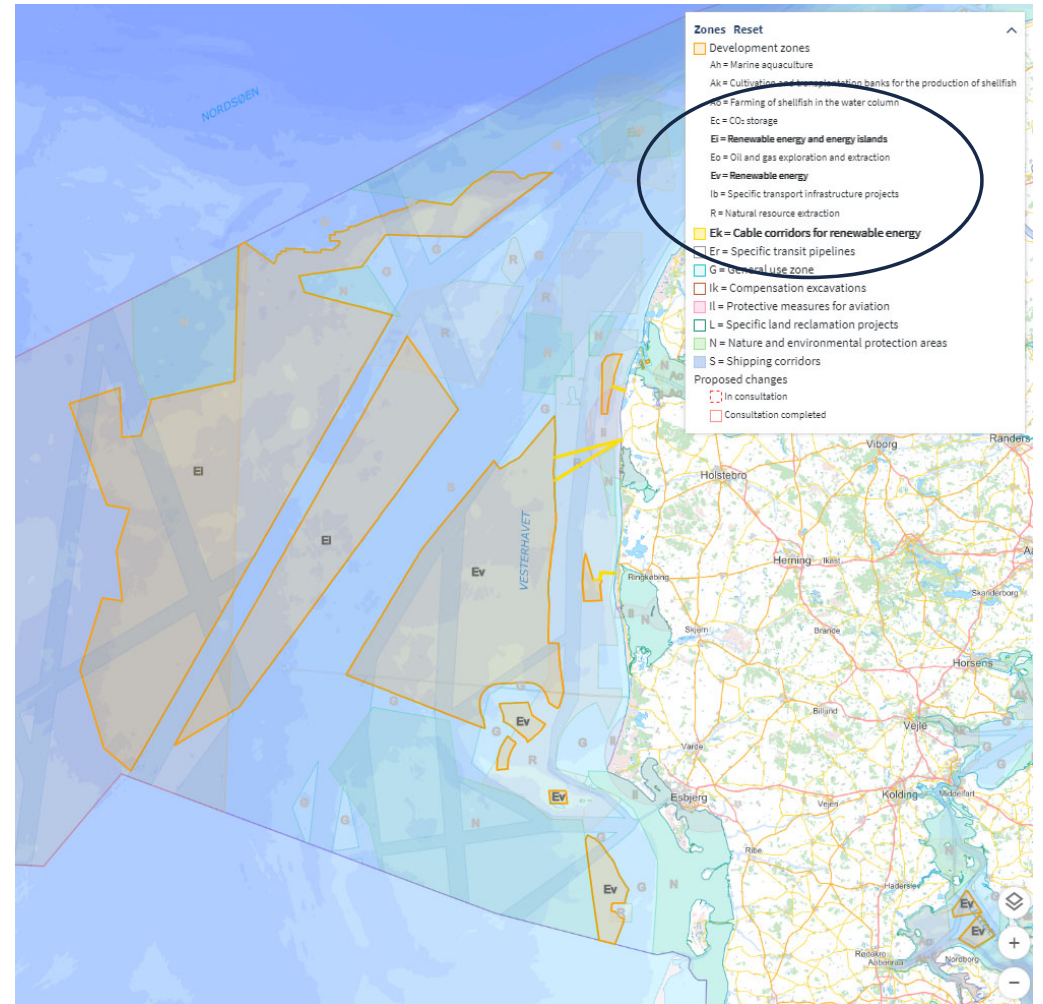 Zones Reset
Development zones
Ah = Marine aquaculture
Ak = Cultivation and transplantation banks for the production of shellfish
Ao = Farming of shellfish in the water column
Ec = CO₂ storage
Ei = Renewable energy and energy islands
Eo = Oil and gas exploration and extraction
Ev = Renewable energy
Ib = Specific transport infrastructure projects
R = Natural resource extraction
Ek = Cable corridors for renewable energy
Er = Specific transit pipelines
G = General use zone
Ik = Compensation excavations
Il = Protective measures for aviation
L = Specific land reclamation projects
N = Nature and environmental protection areas
S = Shipping corridors
Proposed changes
In consultation
Consultation completed
NORDSØEN
G
R
G
R
R
N
N
N
Ao
G
G
Il
R
N
Viborg
Randers
Holstebro
EI
S
EI
VESTERHAVET
Ev
Herning
Ikast
Ringkøbing
Skanderborg
Skjern
Brande
Horsens
G
G
Ev
G
R
G
Il
Billund
Vejle
Varde
Ak
G
N
G
Ev
Esbjerg
Vejen
Kolding
Middelfart
G
N
G
Ribe
Ev
G
N
R
Haderslev
Ev
Ev
Rødekro
Aabenraa
Nordborg
+
−